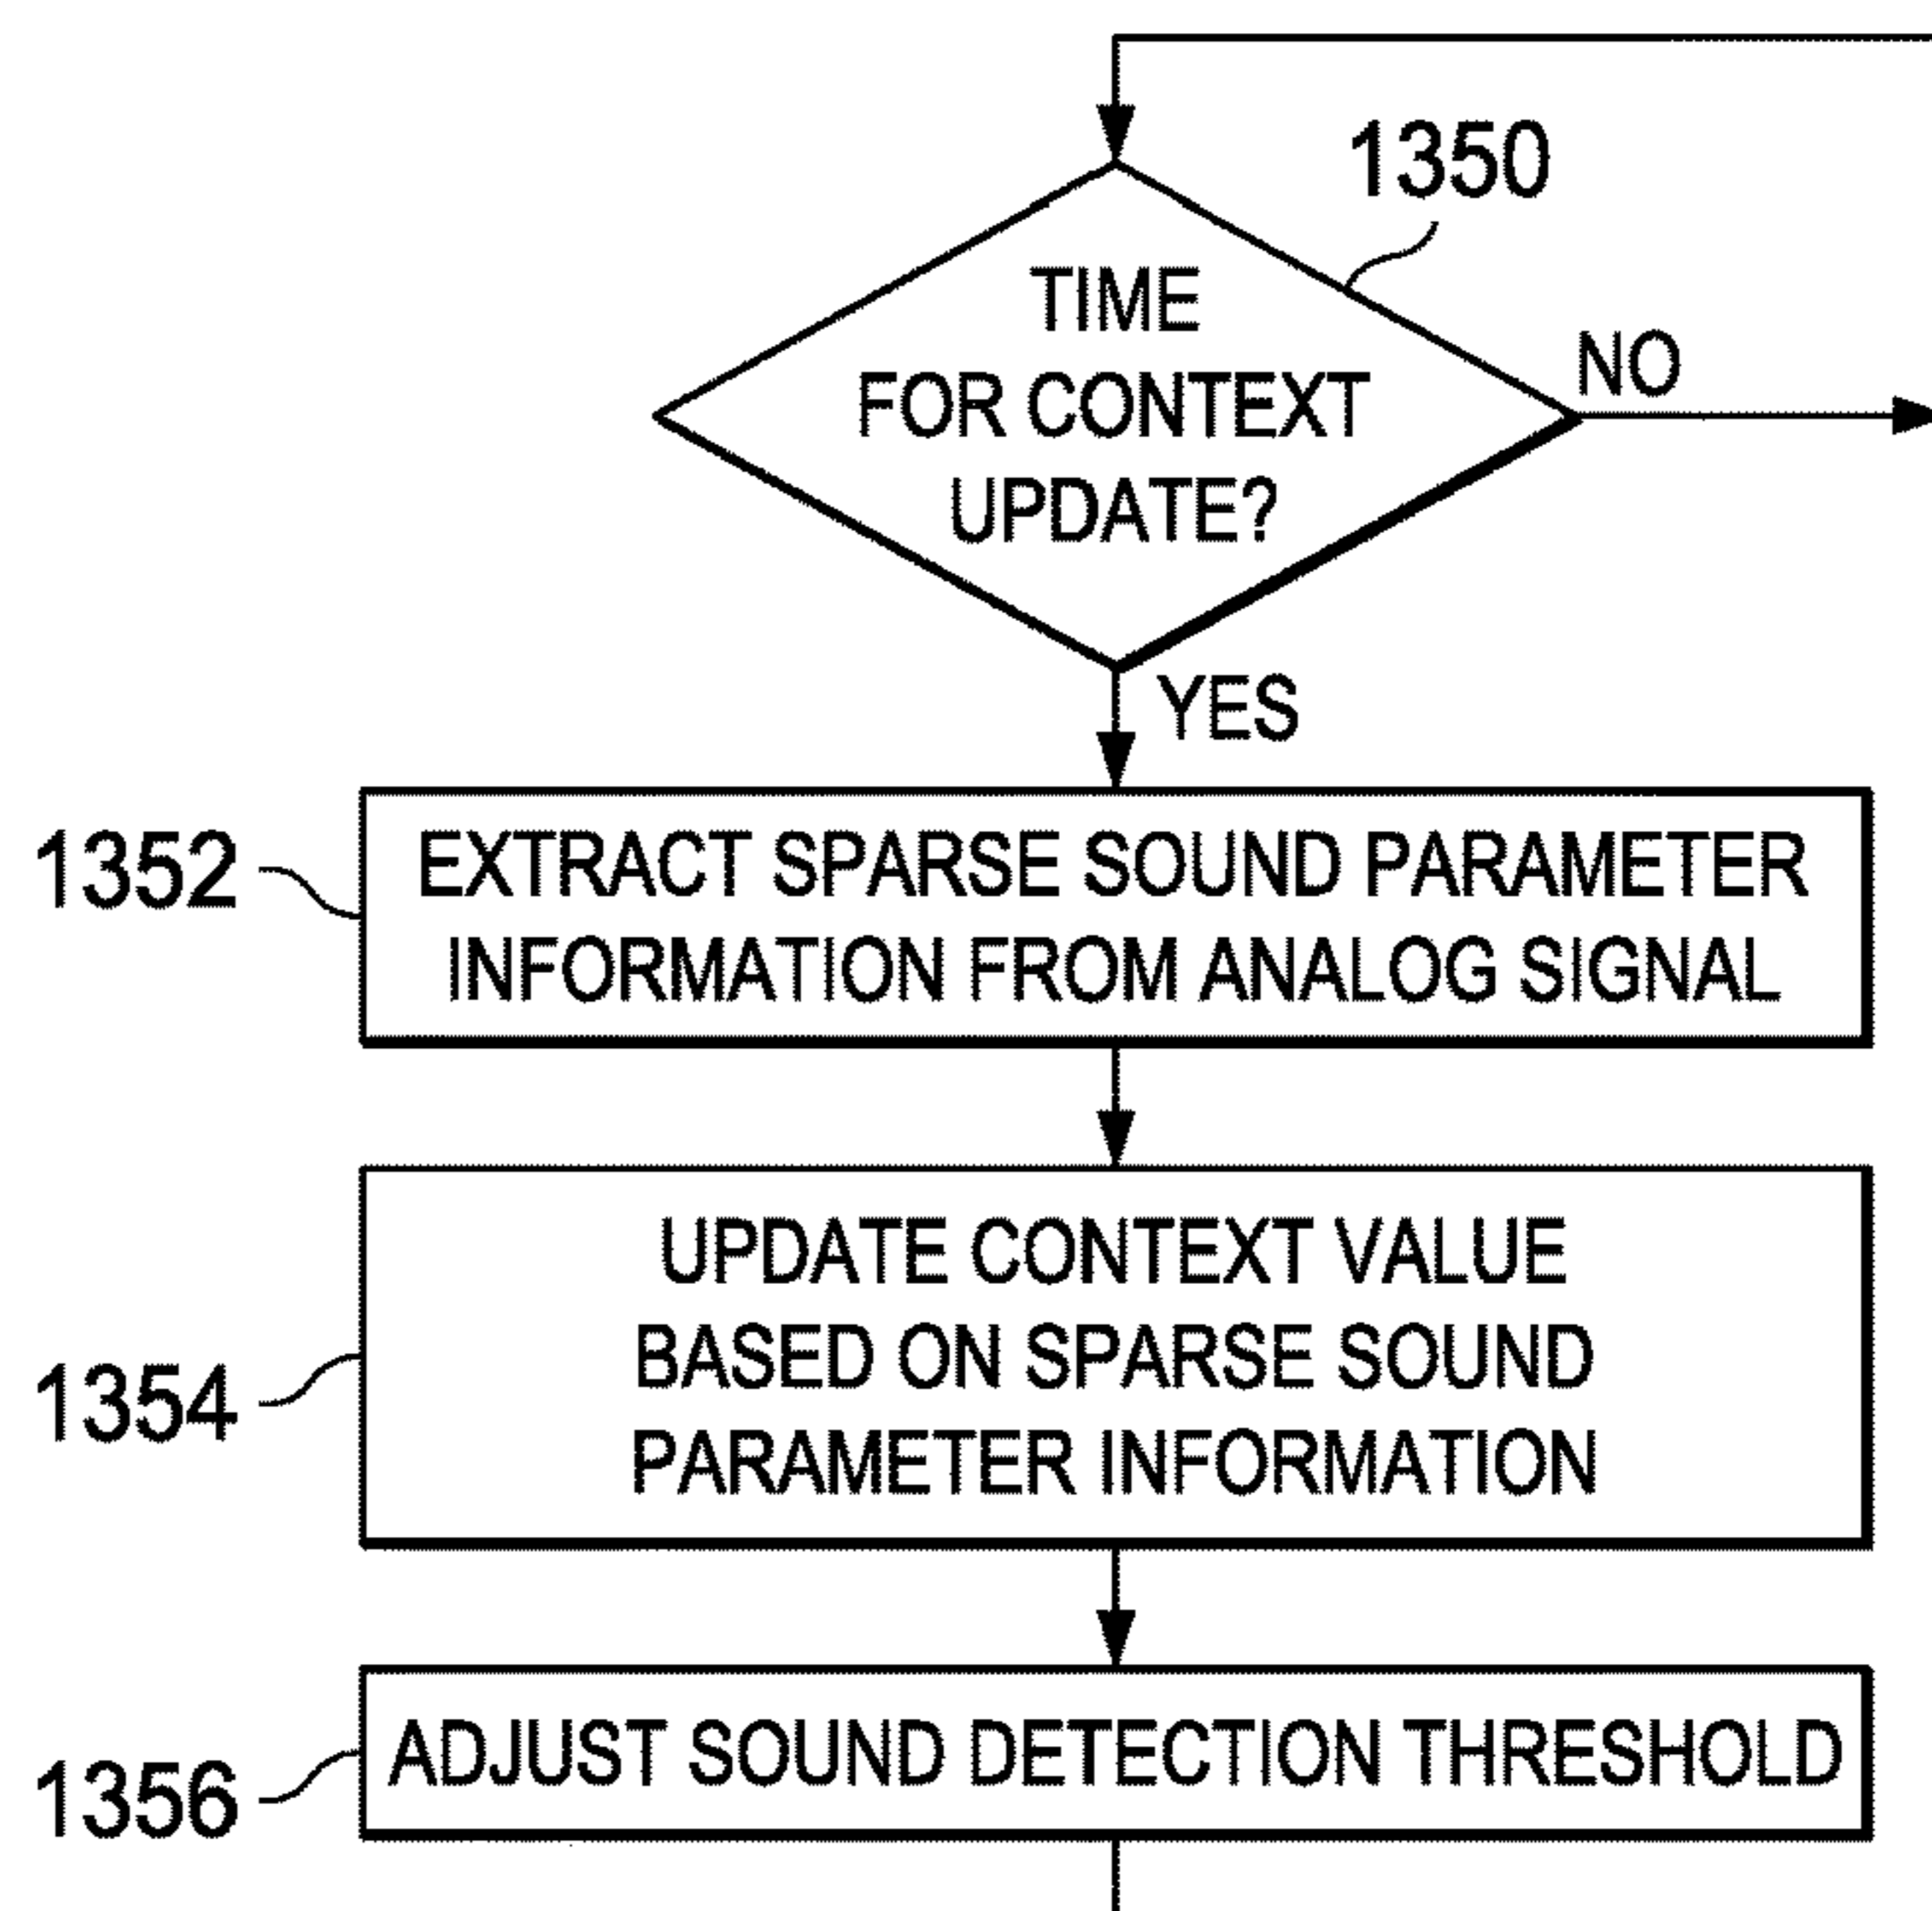 1350
TIME
FOR CONTEXT
UPDATE?
NO
YES
1352
EXTRACT SPARSE SOUND PARAMETER
INFORMATION FROM ANALOG SIGNAL
1354
UPDATE CONTEXT VALUE
BASED ON SPARSE SOUND
PARAMETER INFORMATION
1356
ADJUST SOUND DETECTION THRESHOLD